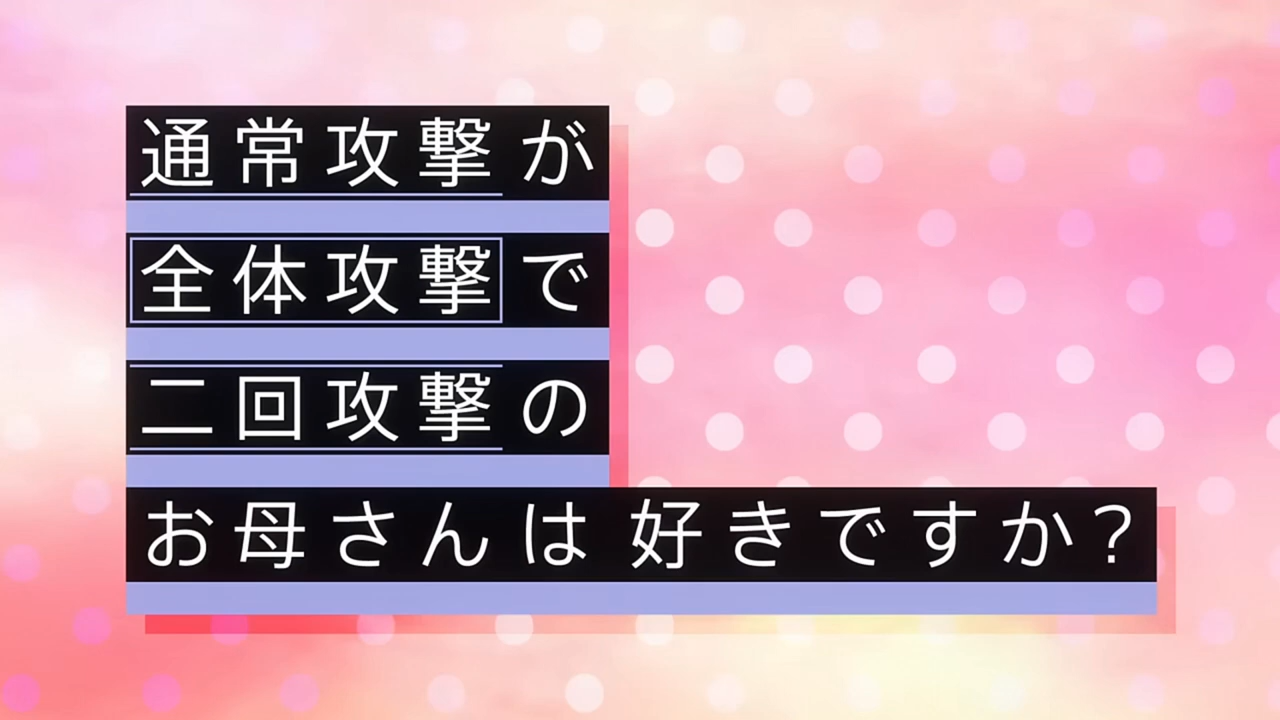 通常攻撃が
全体攻撃で
二回攻撃の
お母さんは 好きですか?